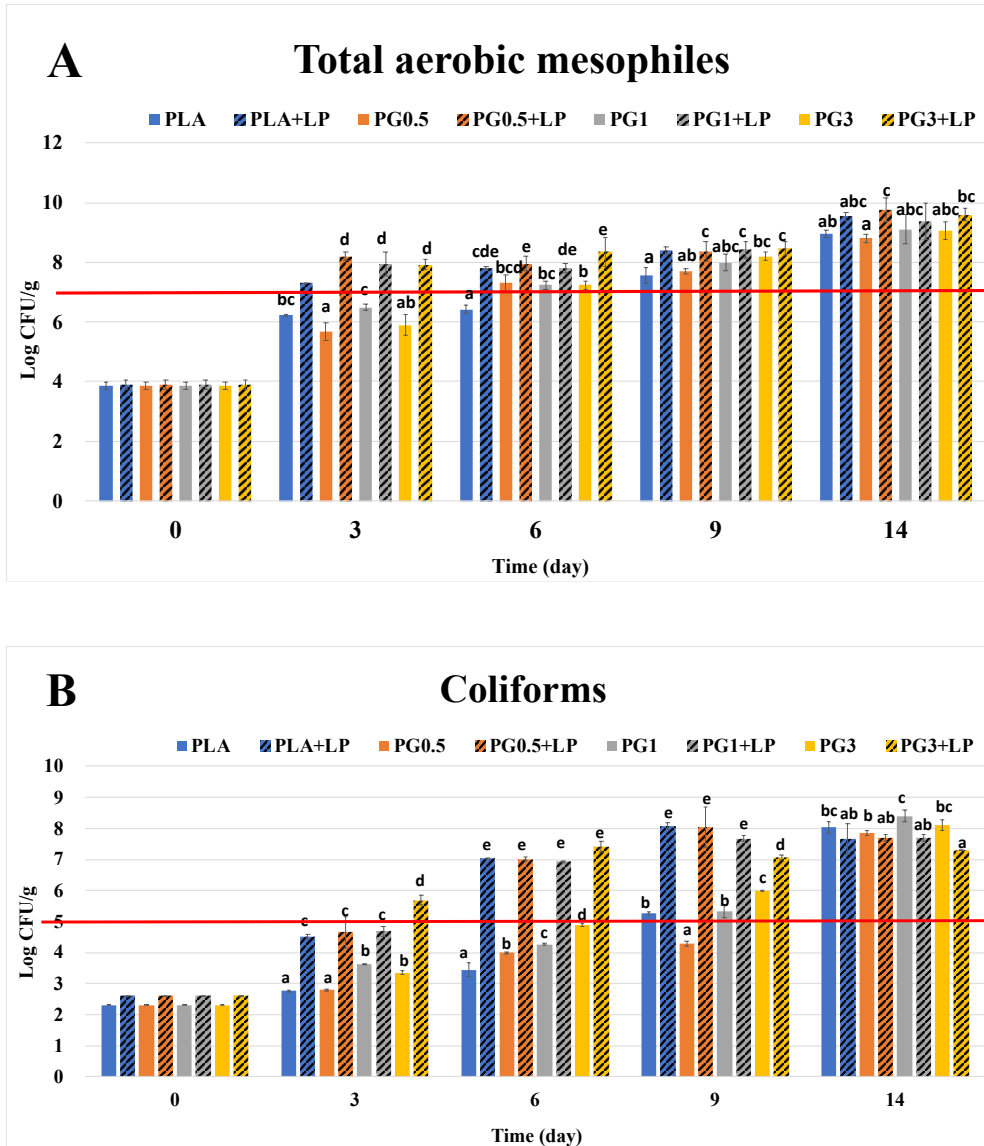 A
Total aerobic mesophiles
PLA PLA+LP PG0.5 PG0.5+LP PG1 PG1+LP PG3 PG3+LP
Log CFU/g
12
10
8
6
4
2
0
bc a d c d ab d
a cde bcd e bc de b e
a ab c abc c bc c
ab abc a c abc abc abc bc
0 3 6 9 14
Time (day)
B
Coliforms
PLA PLA+LP PG0.5 PG0.5+LP PG1 PG1+LP PG3 PG3+LP
Log CFU/g
10
9
8
7
6
5
4
3
2
1
0
a c a c b c b d
a e b e c e d e
b e a e b e c d
bc ab b ab c ab bc a
0 3 6 9 14
Time (day)